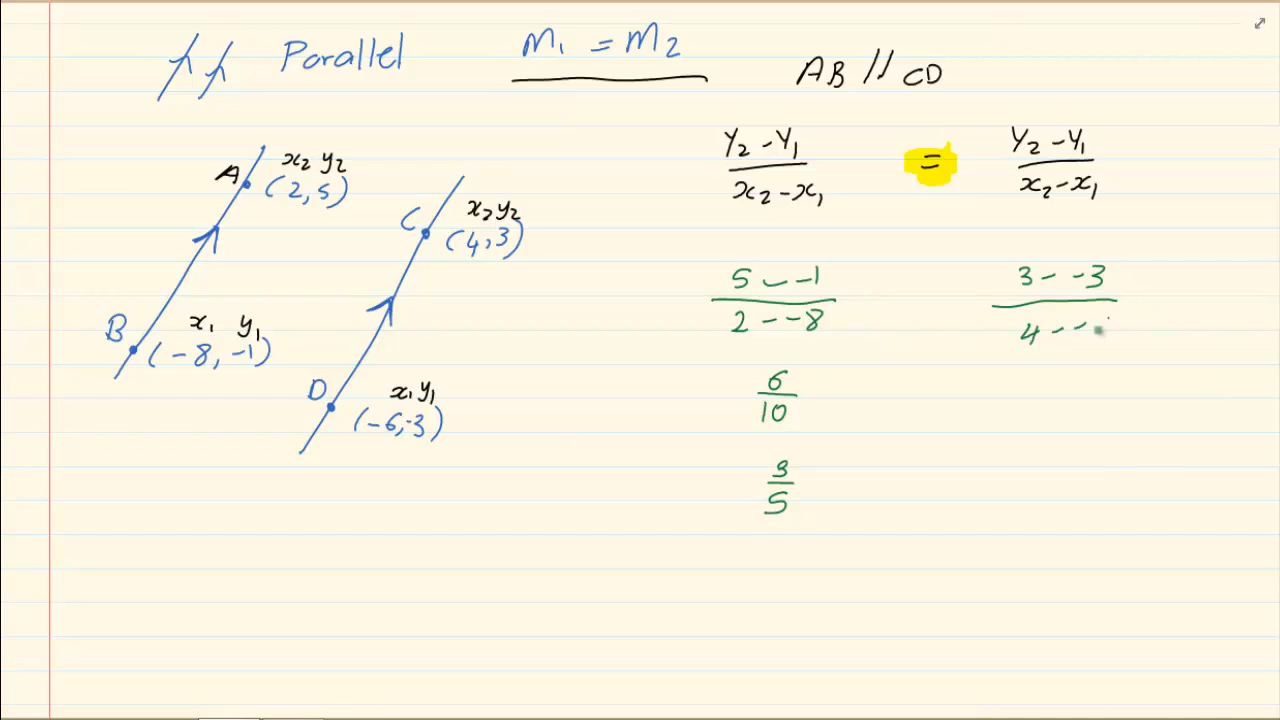 Parallel m₁ = m₂
AB // CD
A x₂ y₂
(2,5)
C x₂ y₂
(4,3)
B x₁ y₁
(-8,-1)
D x₁ y₁
(-6,-3)
y₂ - y₁ = y₂ - y₁
x₂ - x₁ x₂ - x₁
5 - -1 3 - -3
2 - -8 4 - -
6
10
3
5